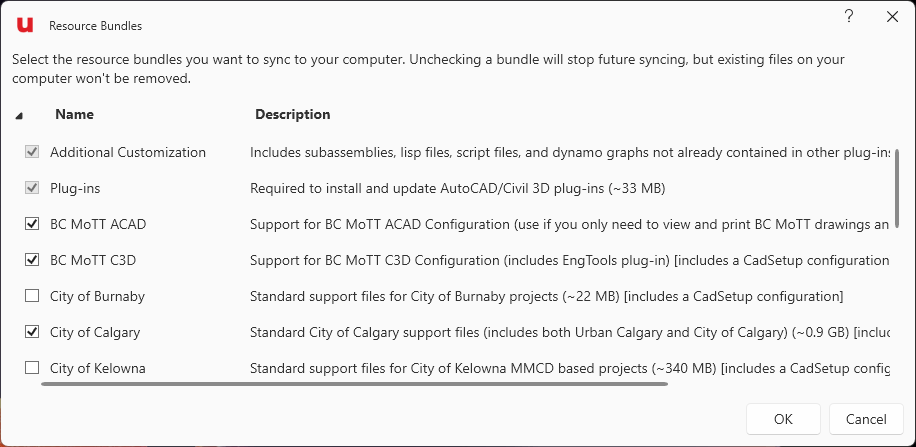 u Resource Bundles ?
Select the resource bundles you want to sync to your computer. Unchecking a bundle will stop future syncing, but existing files on your
computer won't be removed.
Name Description
Additional Customization Includes subassemblies, lisp files, script files, and dynamo graphs not already contained in other plug-ins
Plug-ins Required to install and update AutoCAD/Civil 3D plug-ins (~33 MB)
BC MoTT ACAD Support for BC MoTT ACAD Configuration (use if you only need to view and print BC MoTT drawings an
BC MoTT C3D Support for BC MoTT C3D Configuration (includes EngTools plug-in) [includes a CadSetup configuration
City of Burnaby Standard support files for City of Burnaby projects (~22 MB) [includes a CadSetup configuration]
City of Calgary Standard City of Calgary support files (includes both Urban Calgary and City of Calgary) (~0.9 GB) [includ
City of Kelowna Standard support files for City of Kelowna MMCD based projects (~340 MB) [includes a CadSetup config
OK Cancel